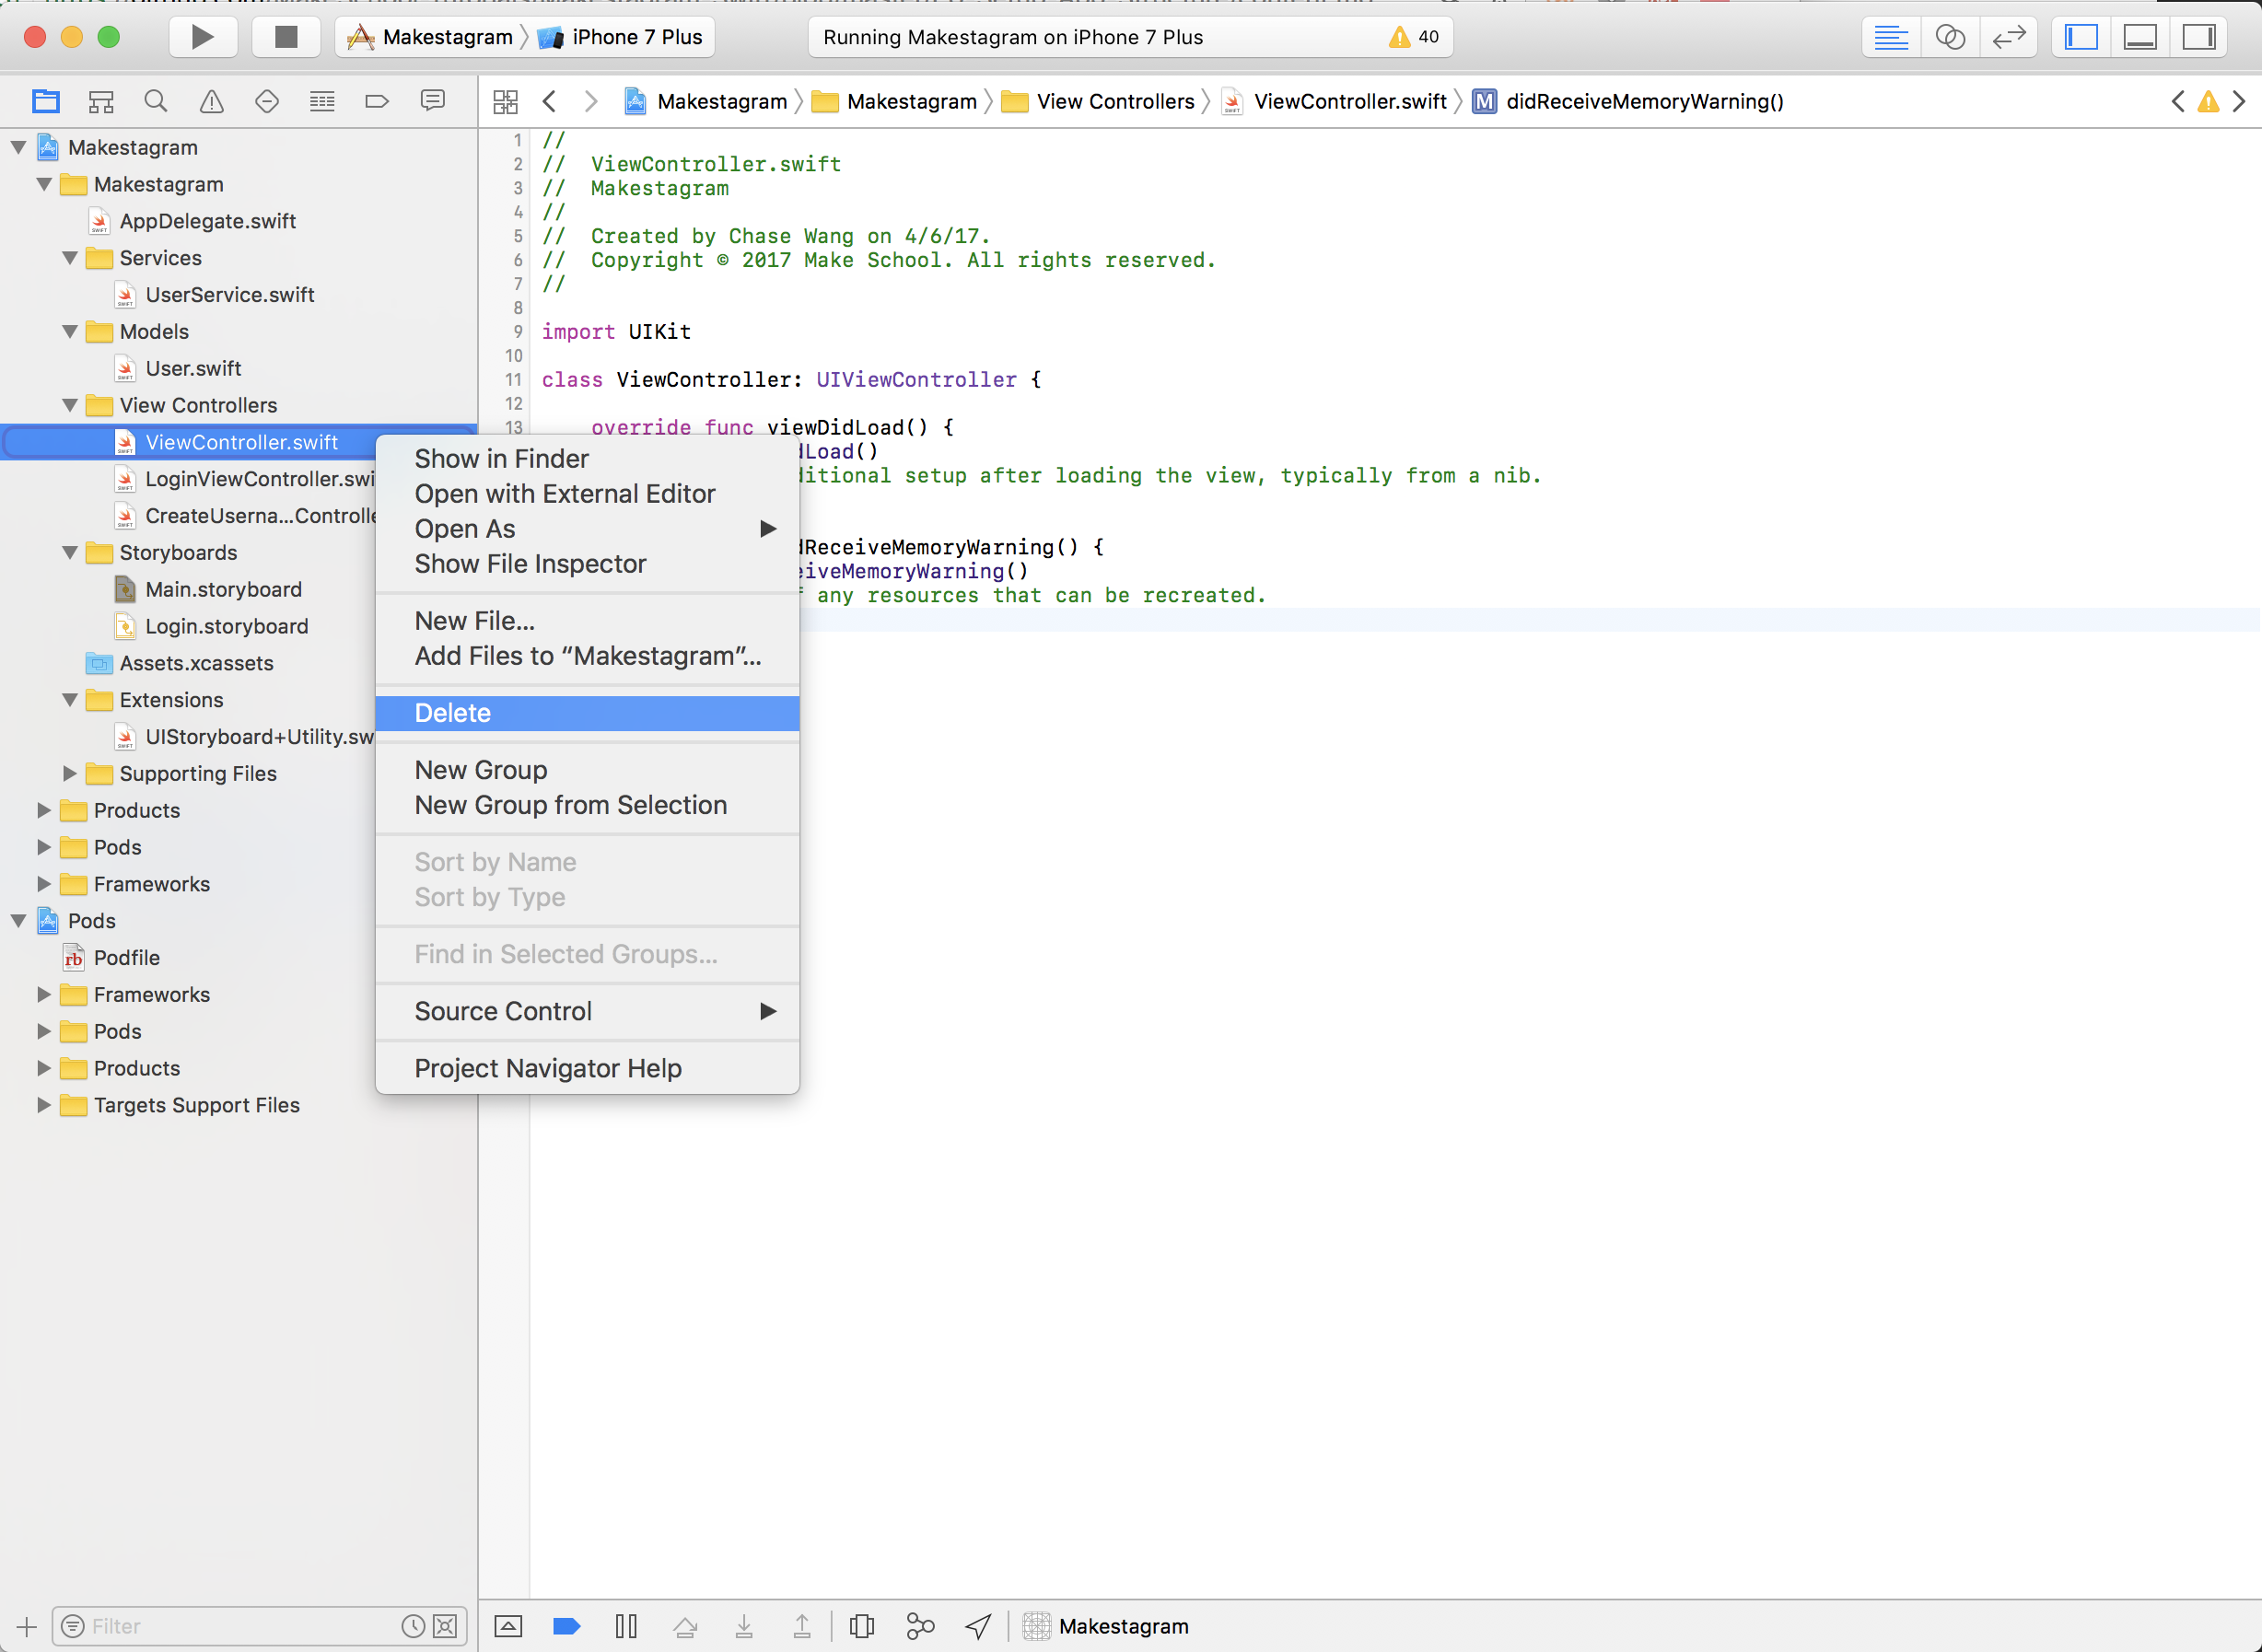 Makestagram
iPhone 7 Plus
Running Makestagram on iPhone 7 Plus
40
Makestagram
Makestagram
View Controllers
ViewController.swift
M
didReceiveMemoryWarning()
Makestagram
Makestagram
AppDelegate.swift
Services
UserService.swift
Models
User.swift
View Controllers
ViewController.swift
LoginViewController.swi
CreateUserna...Controlle
Storyboards
Main.storyboard
Login.storyboard
Assets.xcassets
Extensions
UIStoryboard+Utility.sw
Supporting Files
Products
Pods
Frameworks
Pods
rb Podfile
Frameworks
Pods
Products
Targets Support Files
Filter
1 //
2 //  ViewController.swift
3 //  Makestagram
4 //
5 //  Created by Chase Wang on 4/6/17.
6 //  Copyright © 2017 Make School. All rights reserved.
7 //
8
9 import UIKit
10
11 class ViewController: UIViewController {
12
13 override func viewDidLoad() {
dLoad()
ditional setup after loading the view, typically from a nib.
dReceiveMemoryWarning() {
eiveMemoryWarning()
f any resources that can be recreated.
Show in Finder
Open with External Editor
Open As
Show File Inspector
New File...
Add Files to “Makestagram”...
Delete
New Group
New Group from Selection
Sort by Name
Sort by Type
Find in Selected Groups...
Source Control
Project Navigator Help
Makestagram